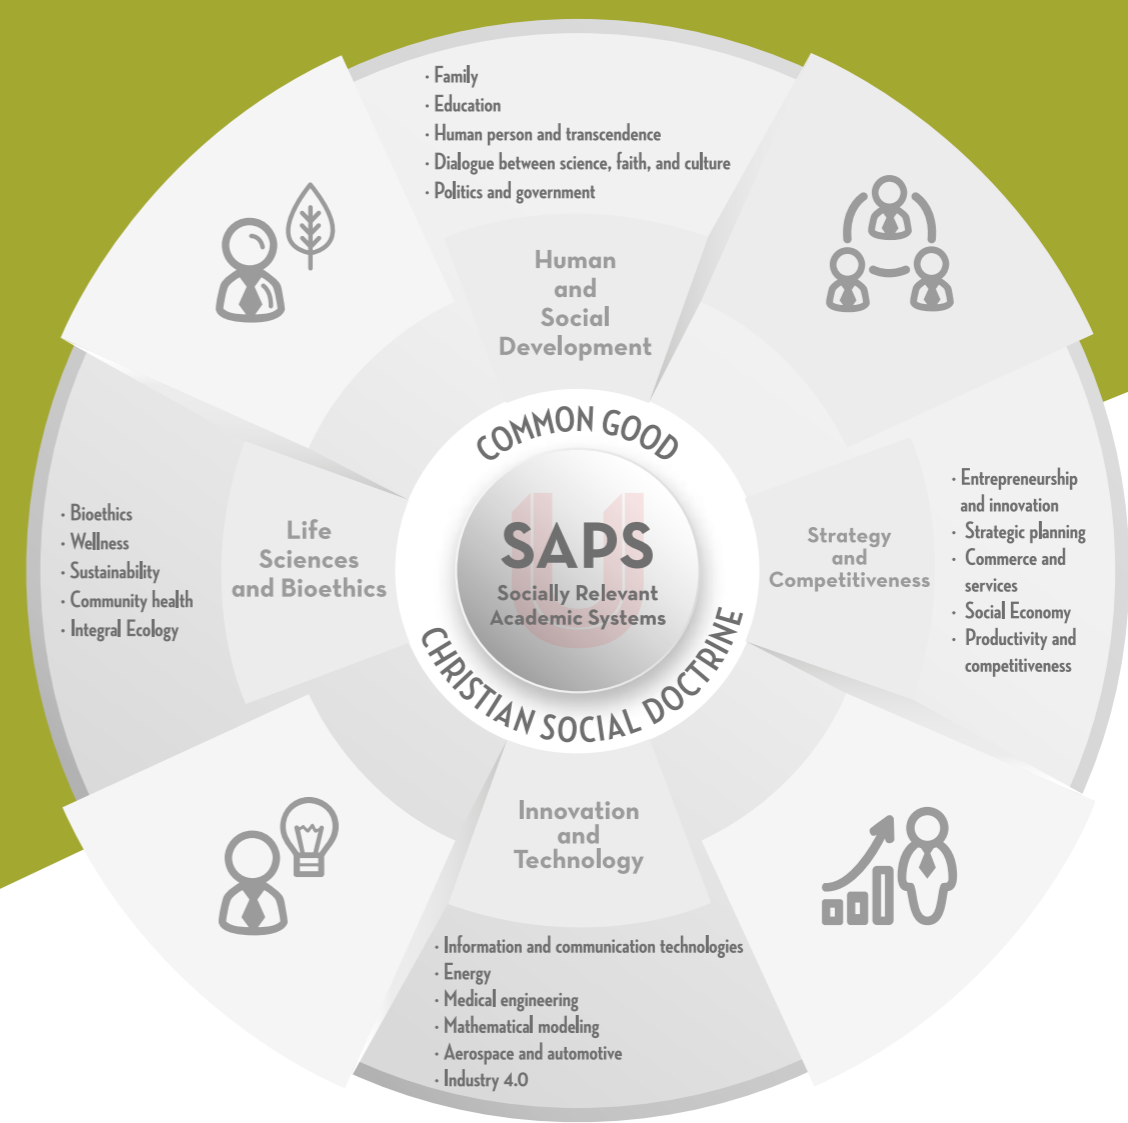 · Family
· Education
· Human person and transcendence
· Dialogue between science, faith, and culture
· Politics and government
Human
and
Social
Development
COMMON GOOD
SAPS
Socially Relevant
Academic Systems
CHRISTIAN SOCIAL DOCTRINE
· Bioethics
· Wellness
· Sustainability
· Community health
· Integral Ecology
Life
Sciences
and Bioethics
Strategy
and
Competitiveness
· Entrepreneurship
and innovation
· Strategic planning
· Commerce and
services
· Social Economy
· Productivity and
competitiveness
Innovation
and
Technology
· Information and communication technologies
· Energy
· Medical engineering
· Mathematical modeling
· Aerospace and automotive
· Industry 4.0